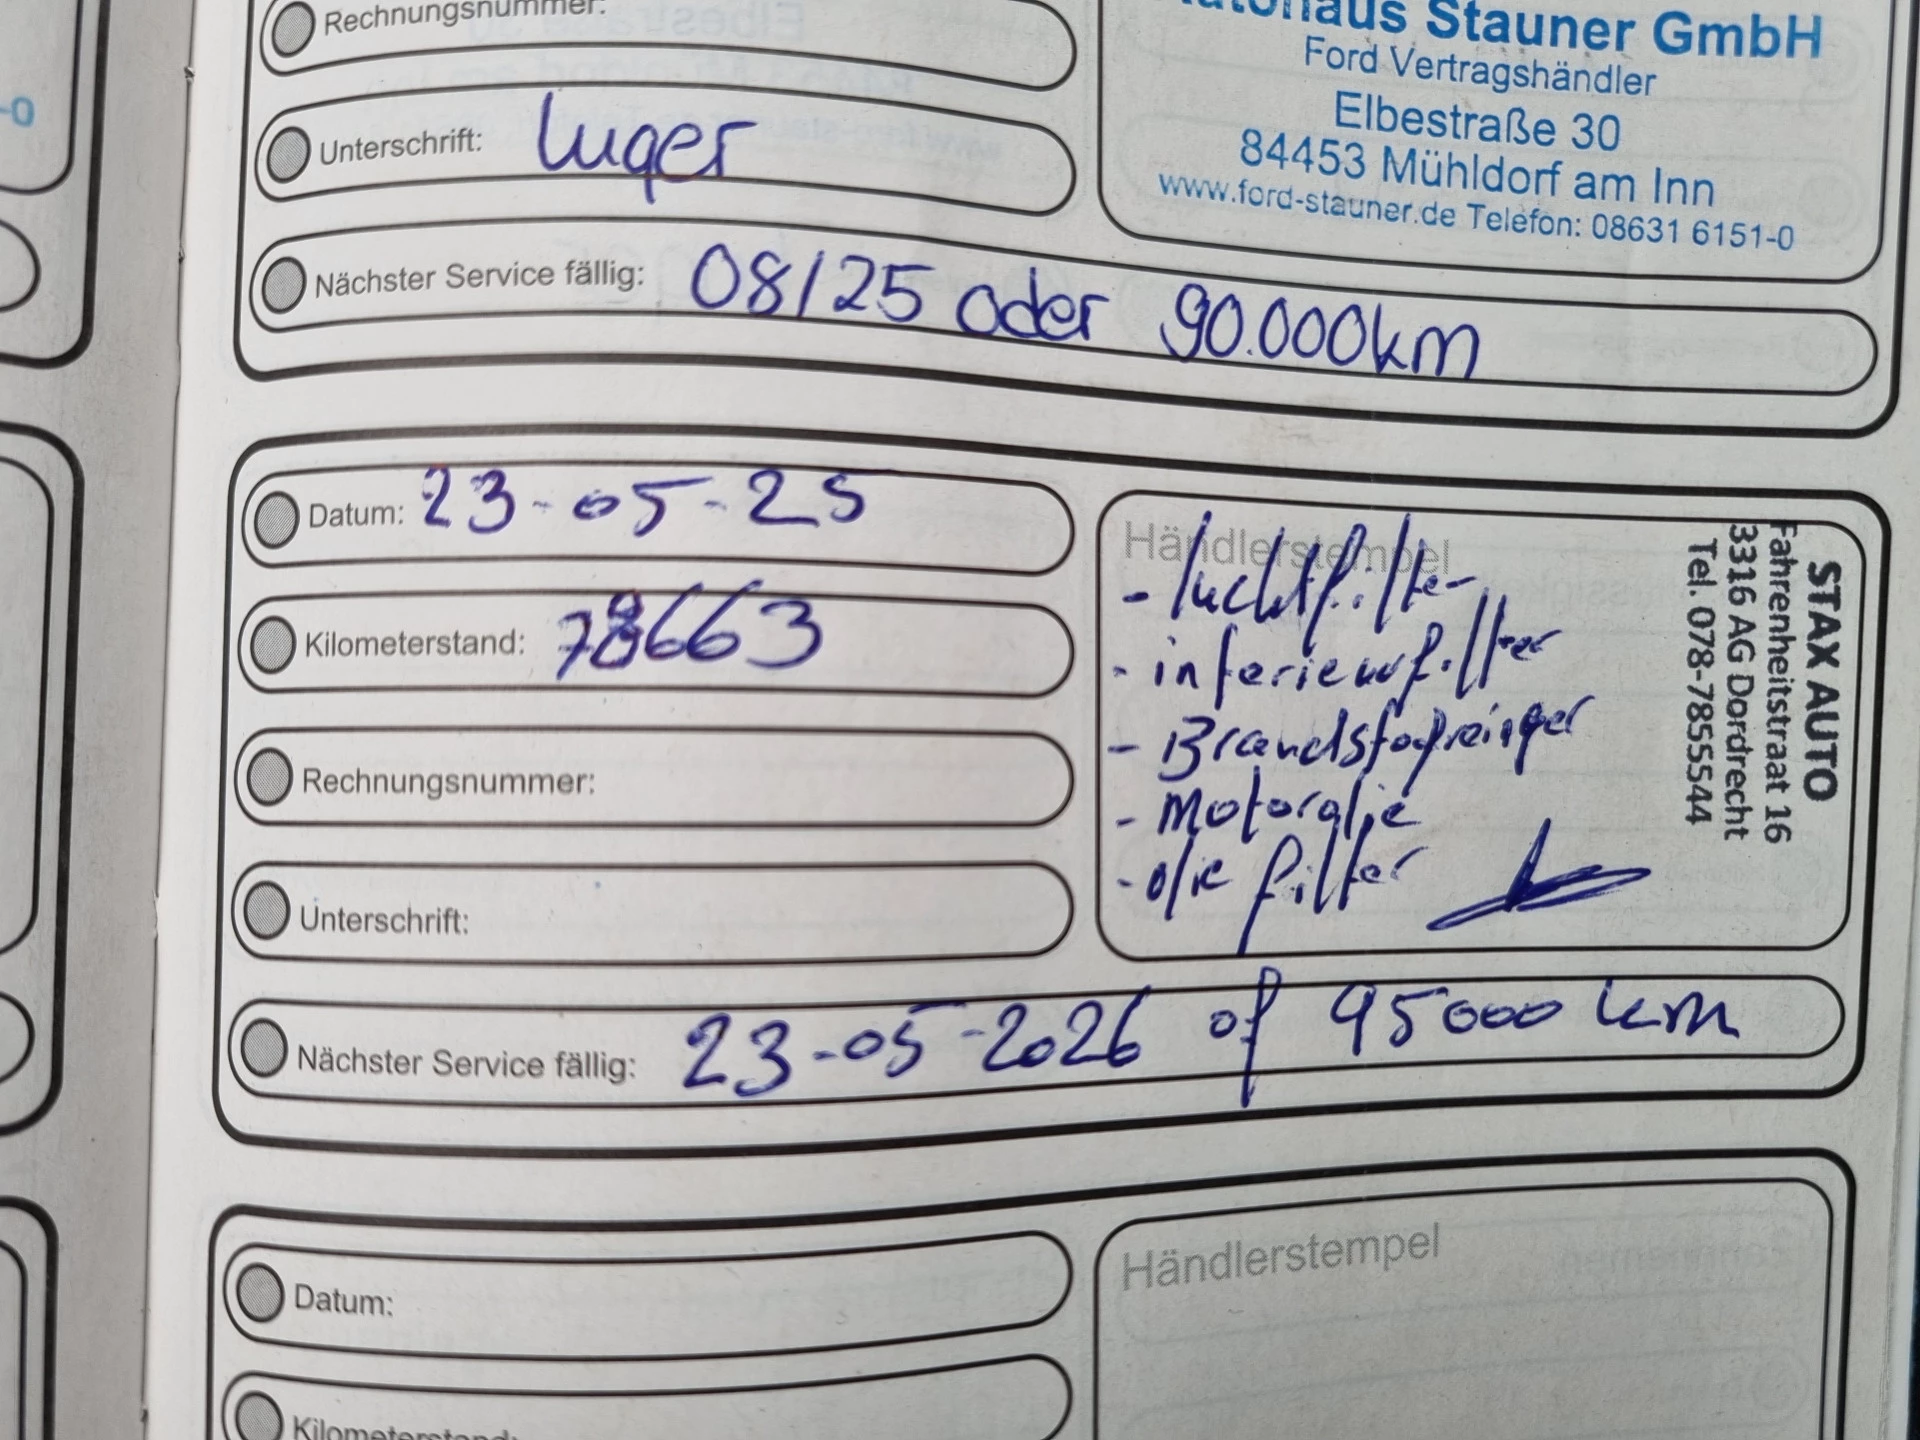 Rechnungsnummer:
Autohaus Stauner GmbH
Ford Vertragshändler
Elbestraße 30
84453 Mühldorf am Inn
www.ford-stauner.de Telefon: 08631 6151-0
Unterschrift: luger
Nächster Service fällig: 08/25 oder 90.000km
-0
Datum: 23-05-25
Kilometerstand: 78663
Rechnungsnummer:
Unterschrift:
Händlerstempel
- luchtfilter
- interieurfilter
- Brandstofreiniger
- Motorolie
- olie filter
STAX AUTO
Fahrenheitstraat 16
3316 AG Dordrecht
Tel. 078-7855544
Nächster Service fällig: 23-05-2026 of 95000 km
Datum:
Händlerstempel
Kilometerstand: